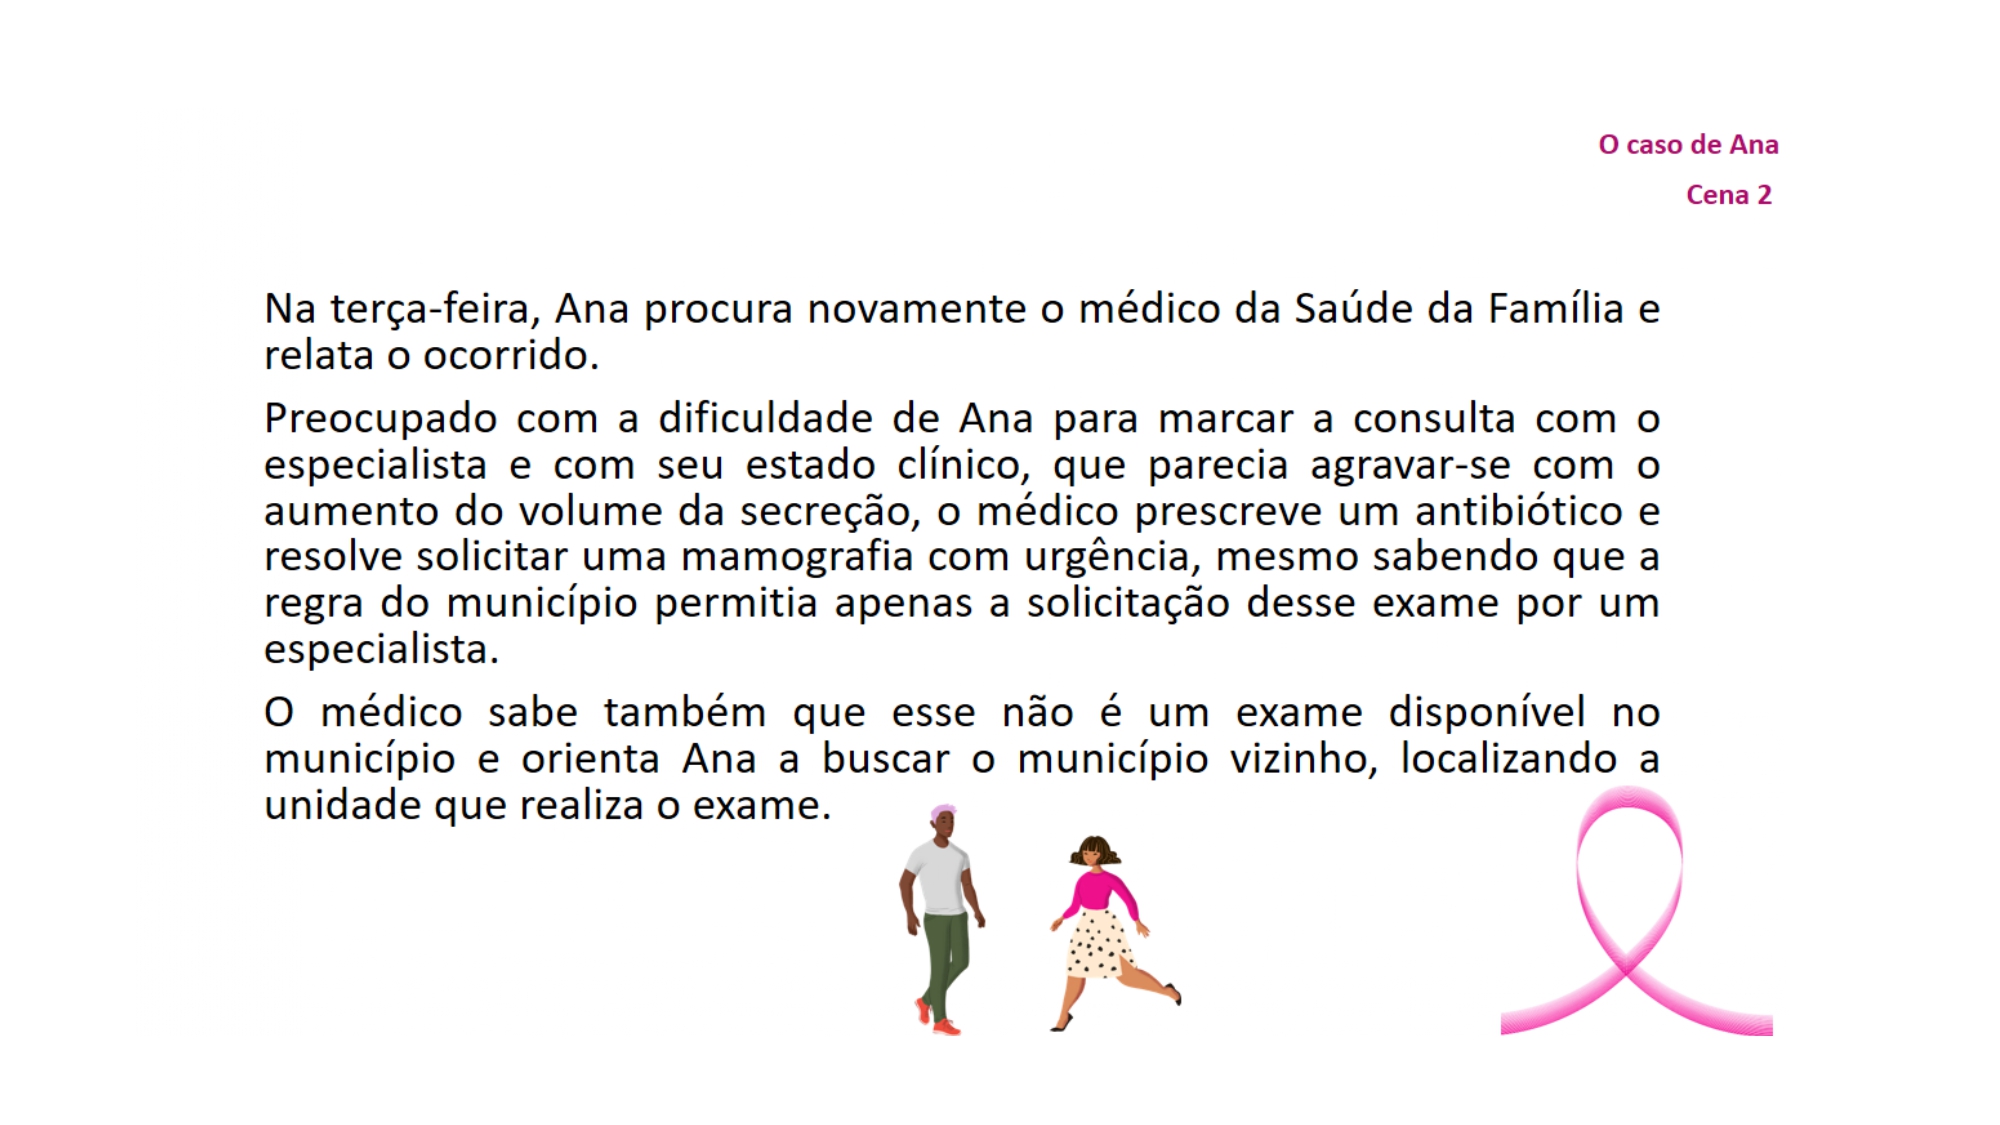 O caso de Ana
Cena 2
Na terça-feira, Ana procura novamente o médico da Saúde da Família e
relata o ocorrido.
Preocupado com a dificuldade de Ana para marcar a consulta com o
especialista e com seu estado clínico, que parecia agravar-se com o
aumento do volume da secreção, o médico prescreve um antibiótico e
resolve solicitar uma mamografia com urgência, mesmo sabendo que a
regra do município permitia apenas a solicitação desse exame por um
especialista.
O médico sabe também que esse não é um exame disponível no
município e orienta Ana a buscar o município vizinho, localizando a
unidade que realiza o exame.